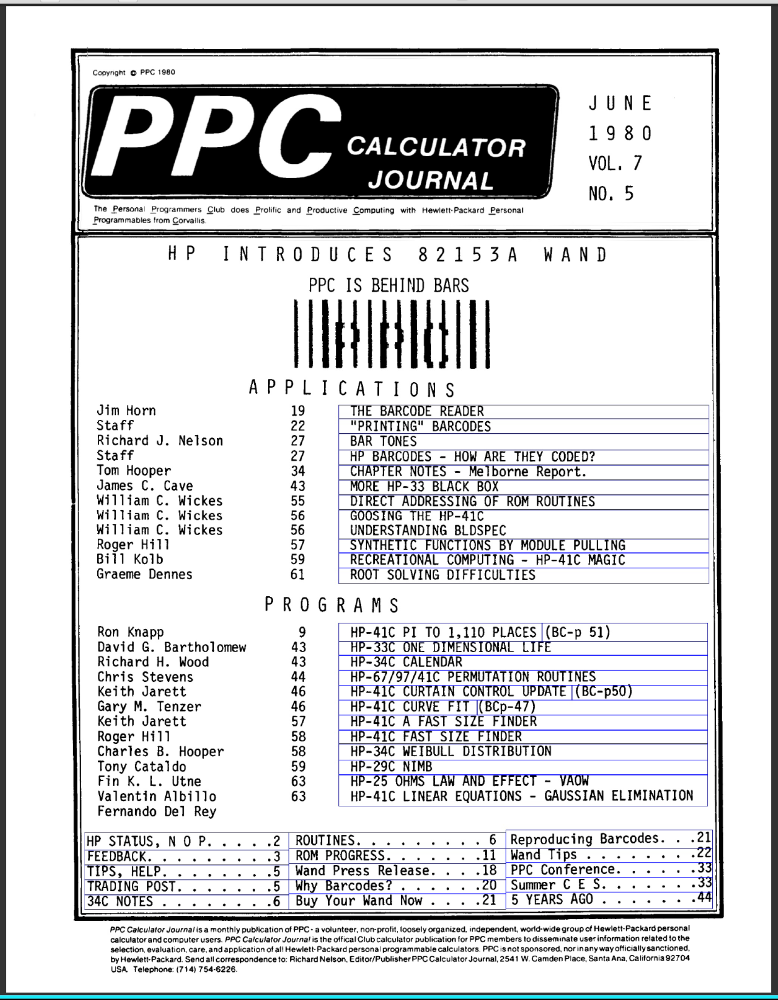 Copyright © PPC 1980
PPC CALCULATOR
JOURNAL
JUNE
1980
VOL. 7
NO. 5
The Personal Programmers Club does Prolific and Productive Computing with Hewlett-Packard Personal
Programmables from Corvallis.
HP INTRODUCES 82153A WAND
PPC IS BEHIND BARS
PPC
APPLICATIONS
Jim Horn 19 THE BARCODE READER
Staff 22 "PRINTING" BARCODES
Richard J. Nelson 27 BAR TONES
Staff 27 HP BARCODES - HOW ARE THEY CODED?
Tom Hooper 34 CHAPTER NOTES - Melborne Report.
James C. Cave 43 MORE HP-33 BLACK BOX
William C. Wickes 55 DIRECT ADDRESSING OF ROM ROUTINES
William C. Wickes 56 GOOSING THE HP-41C
William C. Wickes 56 UNDERSTANDING BLDSPEC
Roger Hill 57 SYNTHETIC FUNCTIONS BY MODULE PULLING
Bill Kolb 59 RECREATIONAL COMPUTING - HP-41C MAGIC
Graeme Dennes 61 ROOT SOLVING DIFFICULTIES
PROGRAMS
Ron Knapp 9 HP-41C PI TO 1,110 PLACES (BC-p 51)
David G. Bartholomew 43 HP-33C ONE DIMENSIONAL LIFE
Richard H. Wood 43 HP-34C CALENDAR
Chris Stevens 44 HP-67/97/41C PERMUTATION ROUTINES
Keith Jarett 46 HP-41C CURTAIN CONTROL UPDATE (BC-p50)
Gary M. Tenzer 46 HP-41C CURVE FIT (BCp-47)
Keith Jarett 57 HP-41C A FAST SIZE FINDER
Roger Hill 58 HP-41C FAST SIZE FINDER
Charles B. Hooper 58 HP-34C WEIBULL DISTRIBUTION
Tony Cataldo 59 HP-29C NIMB
Fin K. L. Utne 63 HP-25 OHMS LAW AND EFFECT - VAOW
Valentin Albillo 63 HP-41C LINEAR EQUATIONS - GAUSSIAN ELIMINATION
Fernando Del Rey
HP STATUS, N O P. . . . .2
FEEDBACK. . . . . . . . .3
TIPS, HELP. . . . . . . .5
TRADING POST. . . . . . .5
34C NOTES . . . . . . . .6
ROUTINES. . . . . . . . . 6
ROM PROGRESS. . . . . . .11
Wand Press Release. . . .18
Why Barcodes? . . . . . .20
Buy Your Wand Now . . . .21
Reproducing Barcodes. . .21
Wand Tips . . . . . . . .22
PPC Conference. . . . . .33
Summer C E S. . . . . . .33
5 YEARS AGO . . . . . . .44
PPC Calculator Journal is a monthly publication of PPC - a volunteer, non-profit, loosely organized, independent, world-wide group of Hewlett-Packard personal
calculator and computer users. PPC Calculator Journal is the offical Club calculator publication for PPC members to disseminate user information related to the
selection, evaluation, care, and application of all Hewlett-Packard personal programmable calculators. PPC is not sponsored, nor in any way officially sanctioned,
by Hewlett-Packard. Send all correspondence to: Richard Nelson, Editor/Publisher PPC Calculator Journal, 2541 W. Camden Place, Santa Ana, California 92704
USA. Telephone: (714) 754-6226.